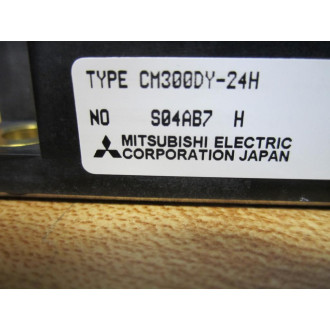 TYPE CM300DY-24H
NO S04AB7 H
MITSUBISHI ELECTRIC
CORPORATION JAPAN